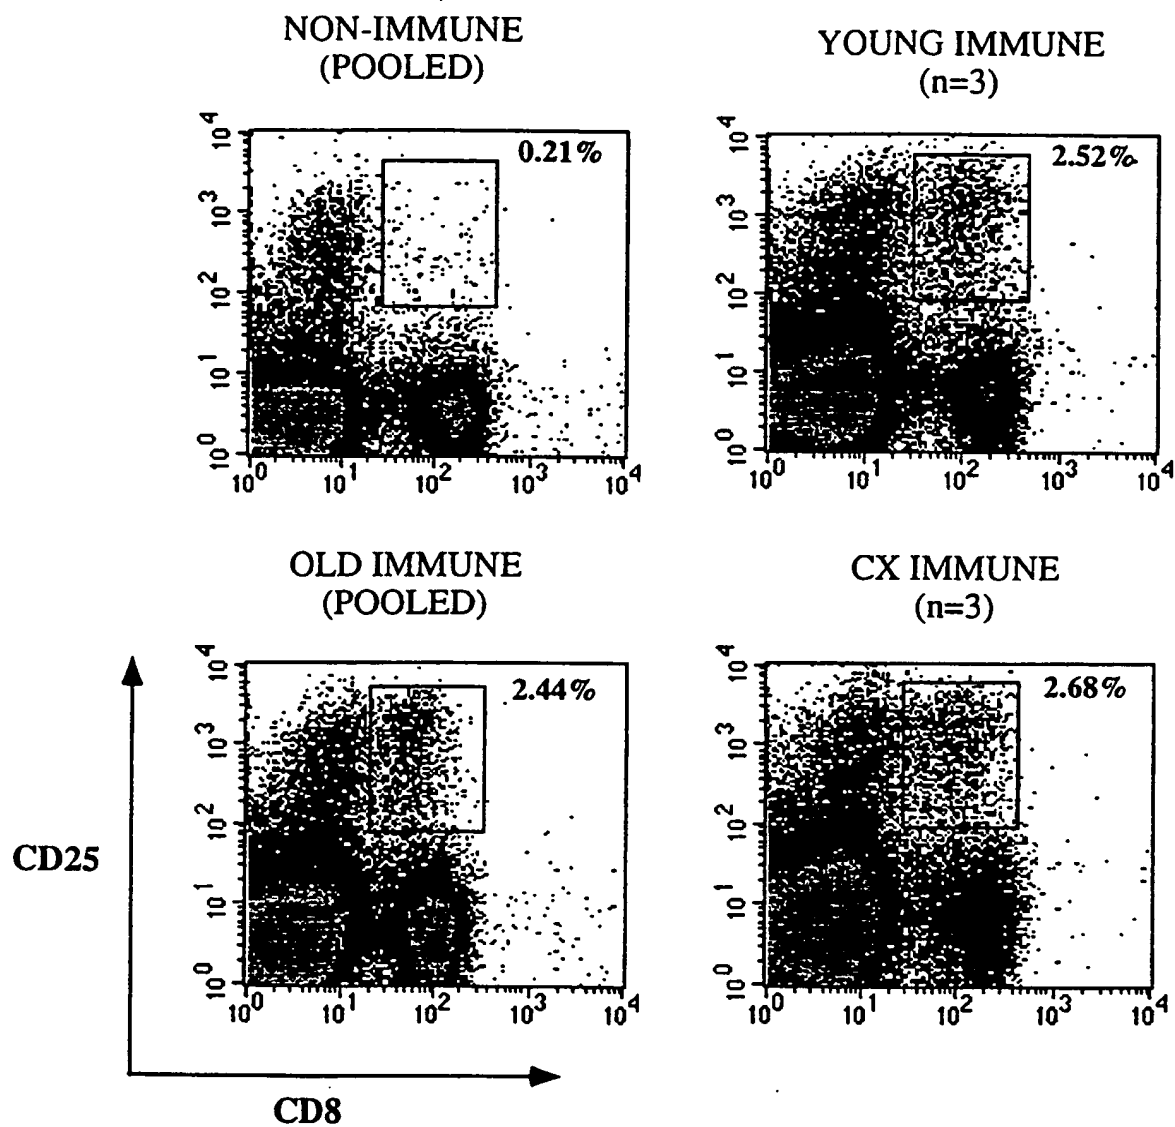 NON-IMMUNE
(POOLED)
0.21%
10^4
10^3
10^2
10^1
10^0
10^0 10^1 10^2 10^3 10^4
YOUNG IMMUNE
(n=3)
2.52%
10^4
10^3
10^2
10^1
10^0
10^0 10^1 10^2 10^3 10^4
OLD IMMUNE
(POOLED)
2.44%
10^4
10^3
10^2
10^1
10^0
10^0 10^1 10^2 10^3 10^4
CX IMMUNE
(n=3)
2.68%
10^4
10^3
10^2
10^1
10^0
10^0 10^1 10^2 10^3 10^4
CD25
CD8